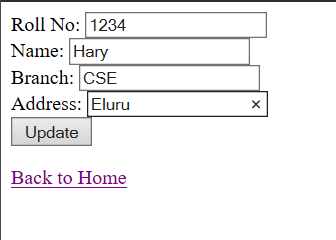 Roll No: 1234
Name: Hary
Branch: CSE
Address: Eluru ×
Update
Back to Home